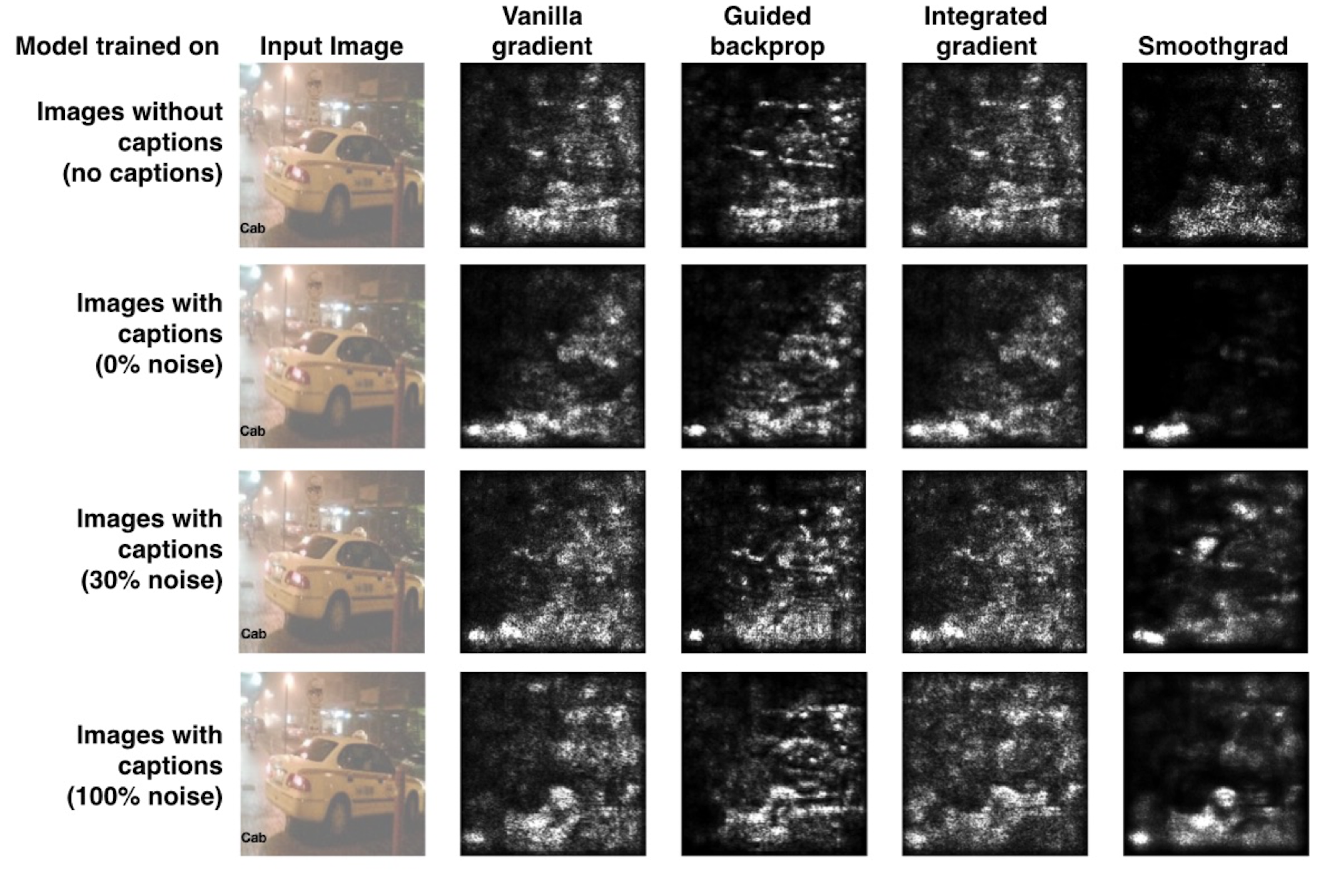 Model trained on
Input Image
Vanilla
gradient
Guided
backprop
Integrated
gradient
Smoothgrad
Images without
captions
(no captions)
Cab
Images with
captions
(0% noise)
Cab
Images with
captions
(30% noise)
Cab
Images with
captions
(100% noise)
Cab